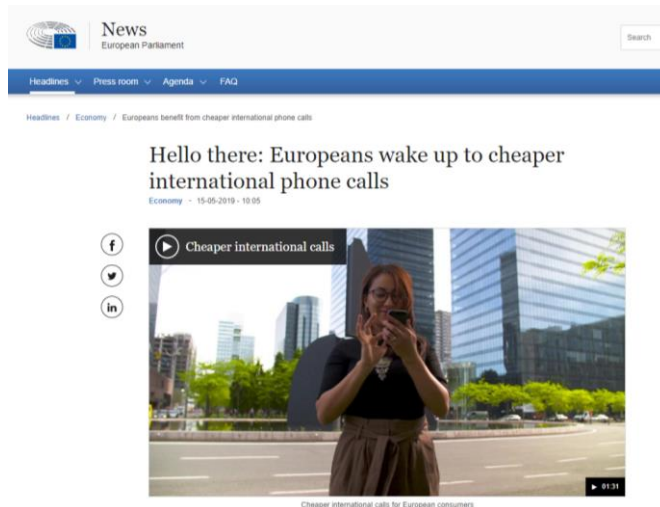 News
European Parliament
Search
Headlines
Press room
Agenda
FAQ
Headlines / Economy / Europeans benefit from cheaper international phone calls
Hello there: Europeans wake up to cheaper
international phone calls
Economy - 15-05-2019 - 10:05
Cheaper international calls
01:31
Cheaper international calls for European consumers